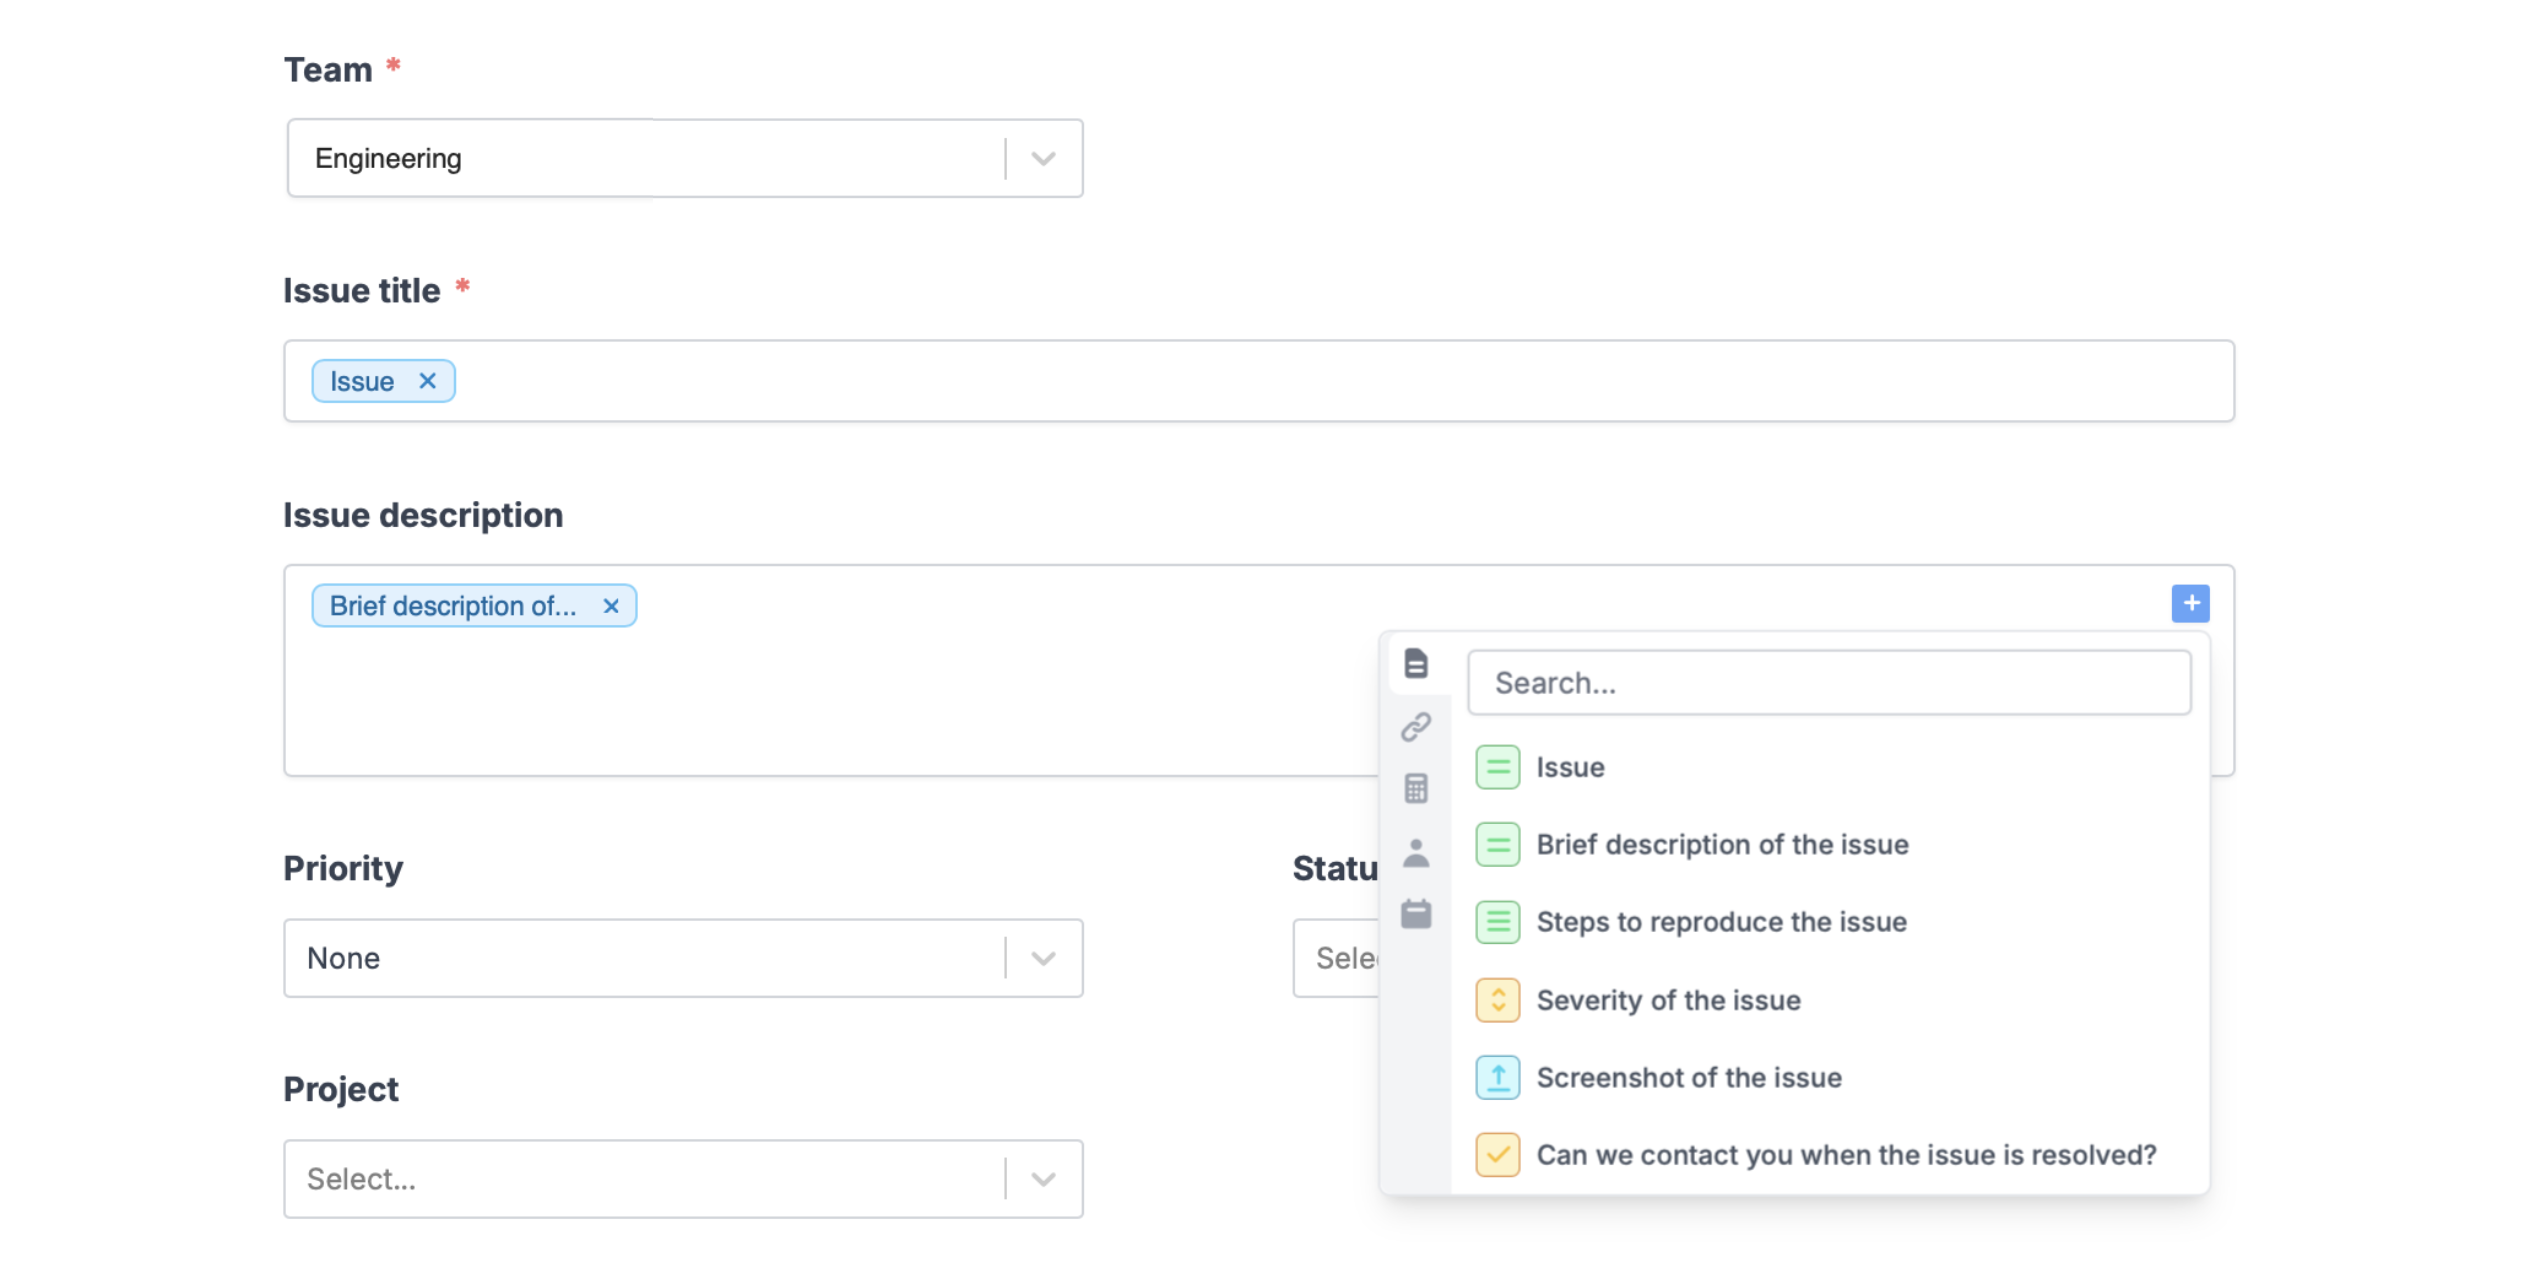 Team *
Engineering
Issue title *
Issue
Issue description
Brief description of...
Search...
Issue
Brief description of the issue
Steps to reproduce the issue
Severity of the issue
Screenshot of the issue
Can we contact you when the issue is resolved?
Priority
None
Statu
Sele
Project
Select...